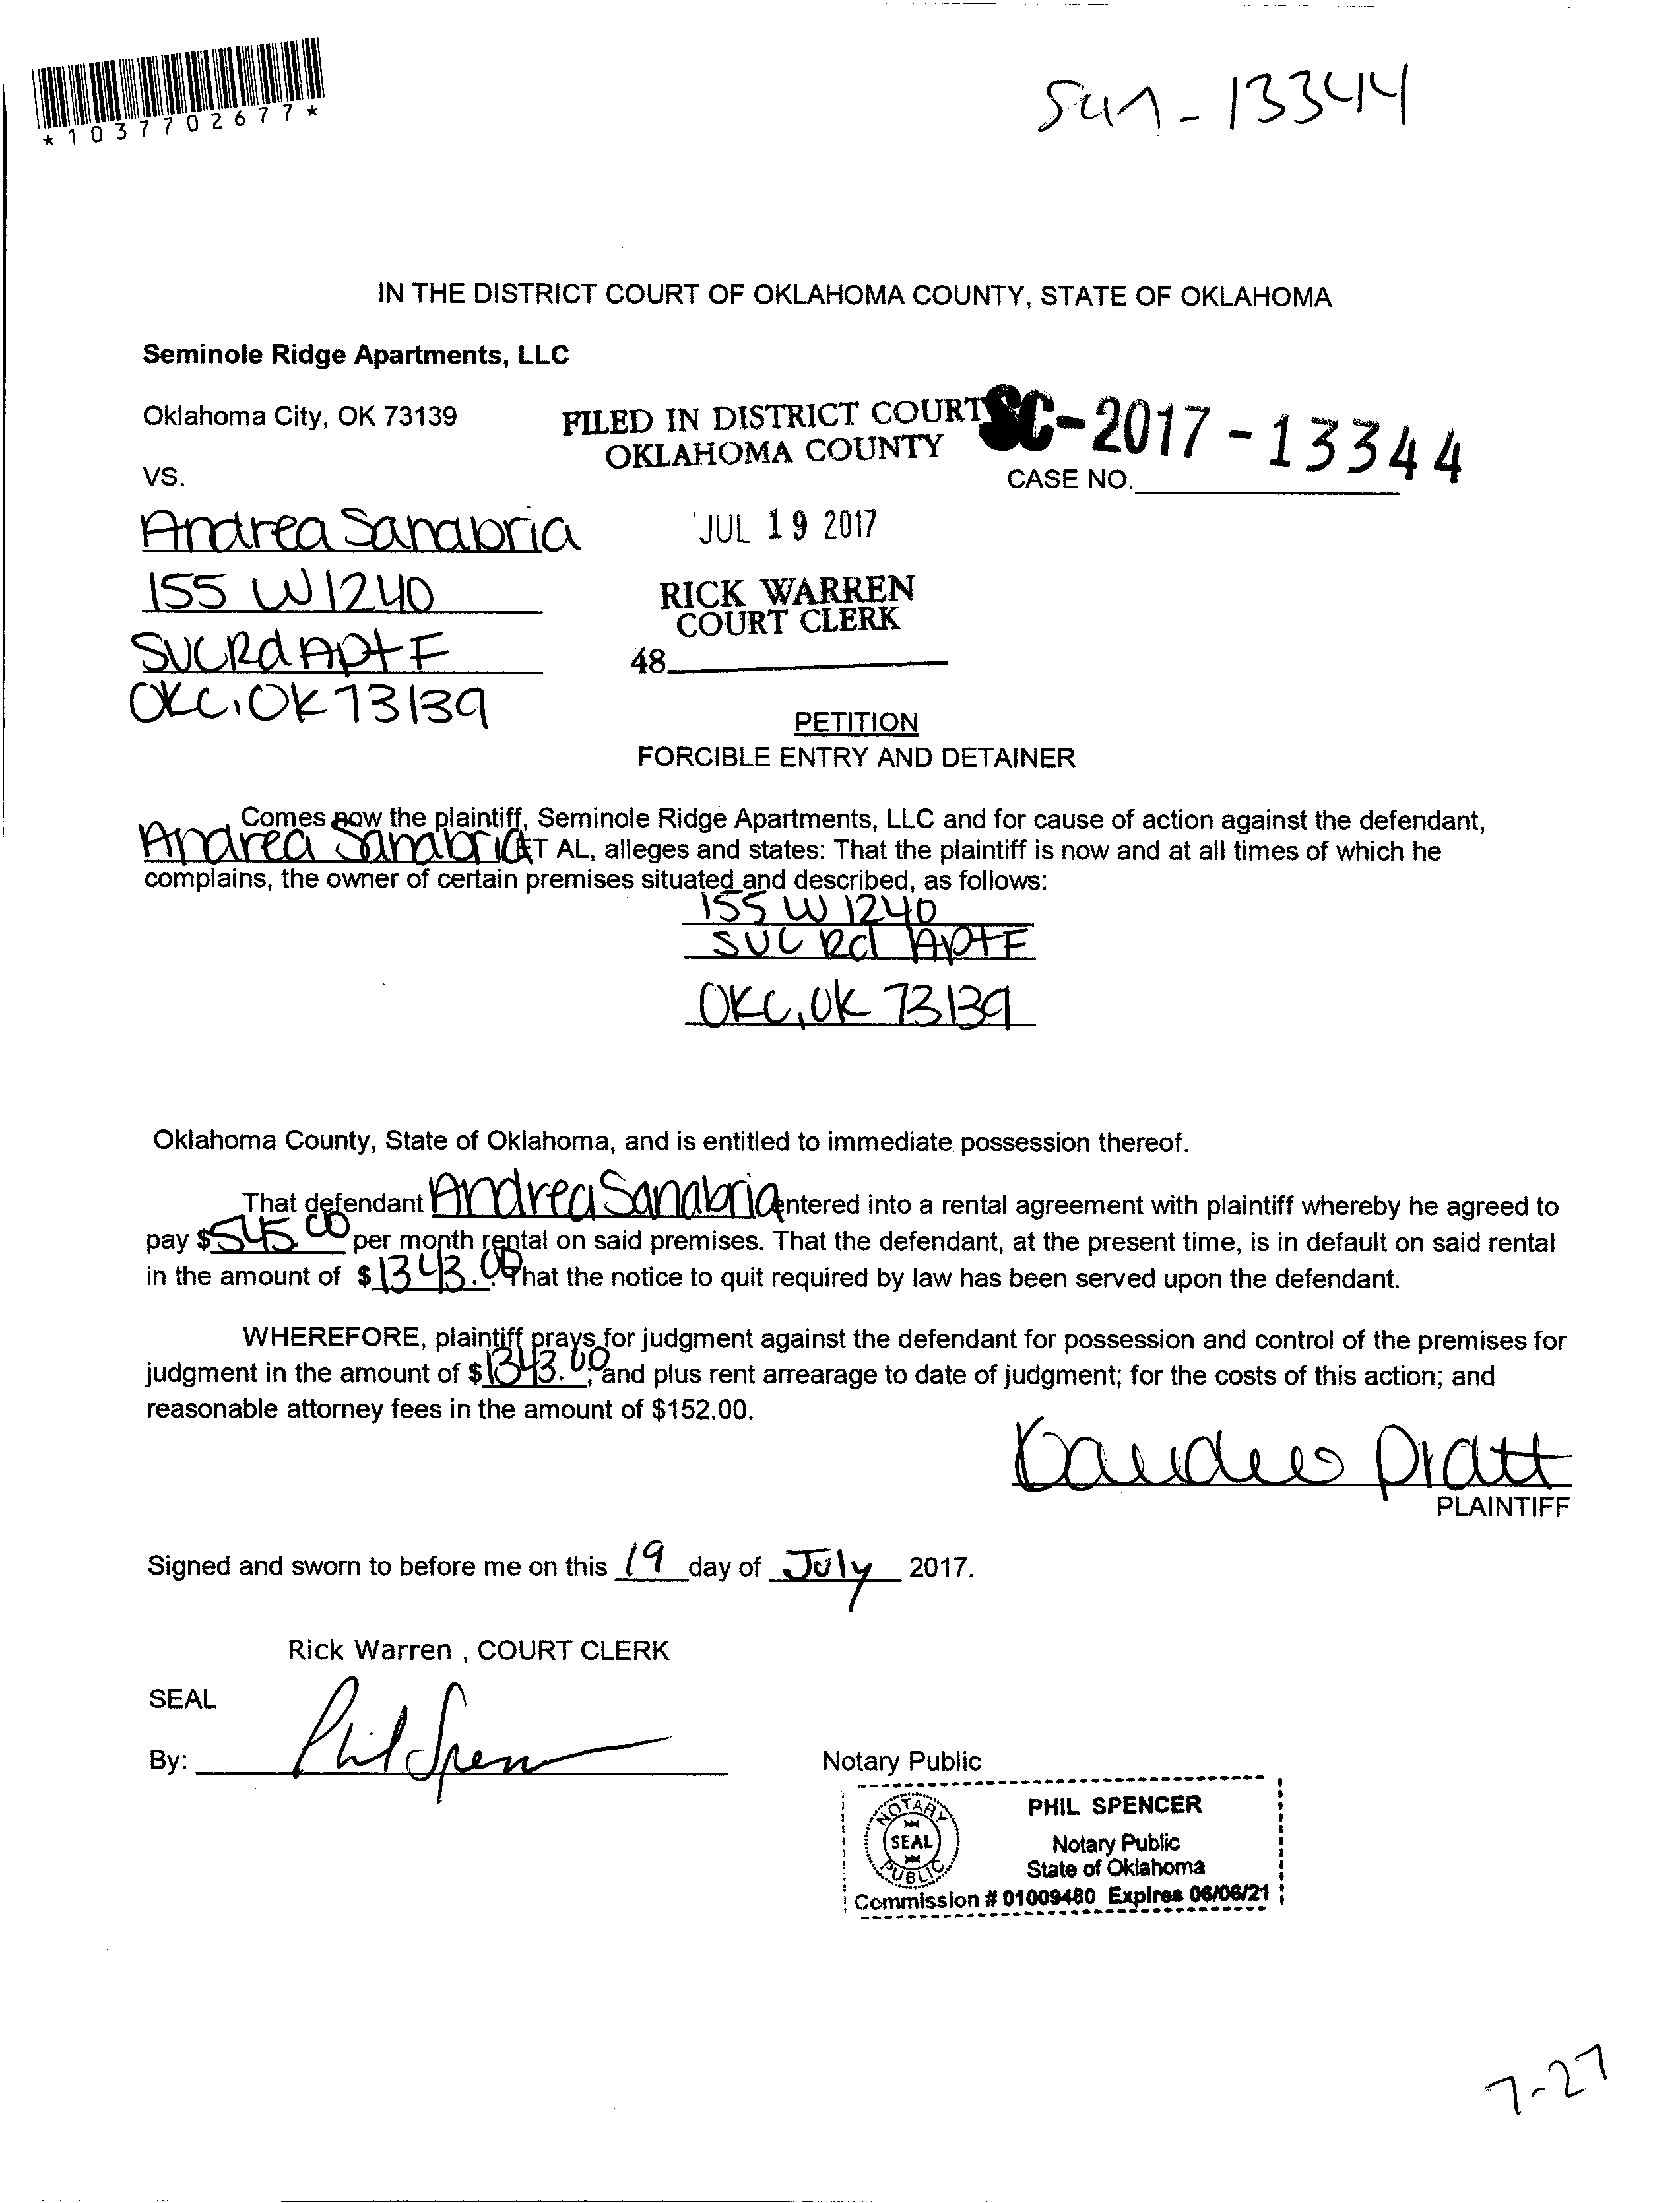 *1037702677*
IN THE DISTRICT COURT OF OKLAHOMA COUNTY, STATE OF OKLAHOMA
Seminole Ridge Apartments, LLC
Oklahoma City, OK 73139
FILED IN DISTRICT COURT
OKLAHOMA COUNTY
SC-2017-13344
CASE NO.
VS.
Andrea Sanabria
JUL 19 2017
155 W 1240
RICK WARREN
COURT CLERK
SVC Rd Apt F
48
OKC, OK 73139
PETITION
FORCIBLE ENTRY AND DETAINER
Comes now the plaintiff, Seminole Ridge Apartments, LLC and for cause of action against the defendant,
Andrea Sanabria ET AL, alleges and states: That the plaintiff is now and at all times of which he
complains, the owner of certain premises situated and described, as follows:
155 W 1240
SVC Rd Apt F
OKC, OK 73139
Oklahoma County, State of Oklahoma, and is entitled to immediate possession thereof.
That defendant Andrea Sanabria entered into a rental agreement with plaintiff whereby he agreed to
pay $545.00 per month rental on said premises. That the defendant, at the present time, is in default on said rental
in the amount of $1343.00. That the notice to quit required by law has been served upon the defendant.
WHEREFORE, plaintiff prays for judgment against the defendant for possession and control of the premises for
judgment in the amount of $1343.00, and plus rent arrearage to date of judgment; for the costs of this action; and
reasonable attorney fees in the amount of $152.00.
Pratt
PLAINTIFF
Signed and sworn to before me on this 19 day of July 2017.
Rick Warren , COURT CLERK
SEAL
By: Phil Spencer
Notary Public
NOTARY
SEAL
PUBLIC
PHIL SPENCER
Notary Public
State of Oklahoma
Commission # 01009480 Expires 06/06/21
7-27